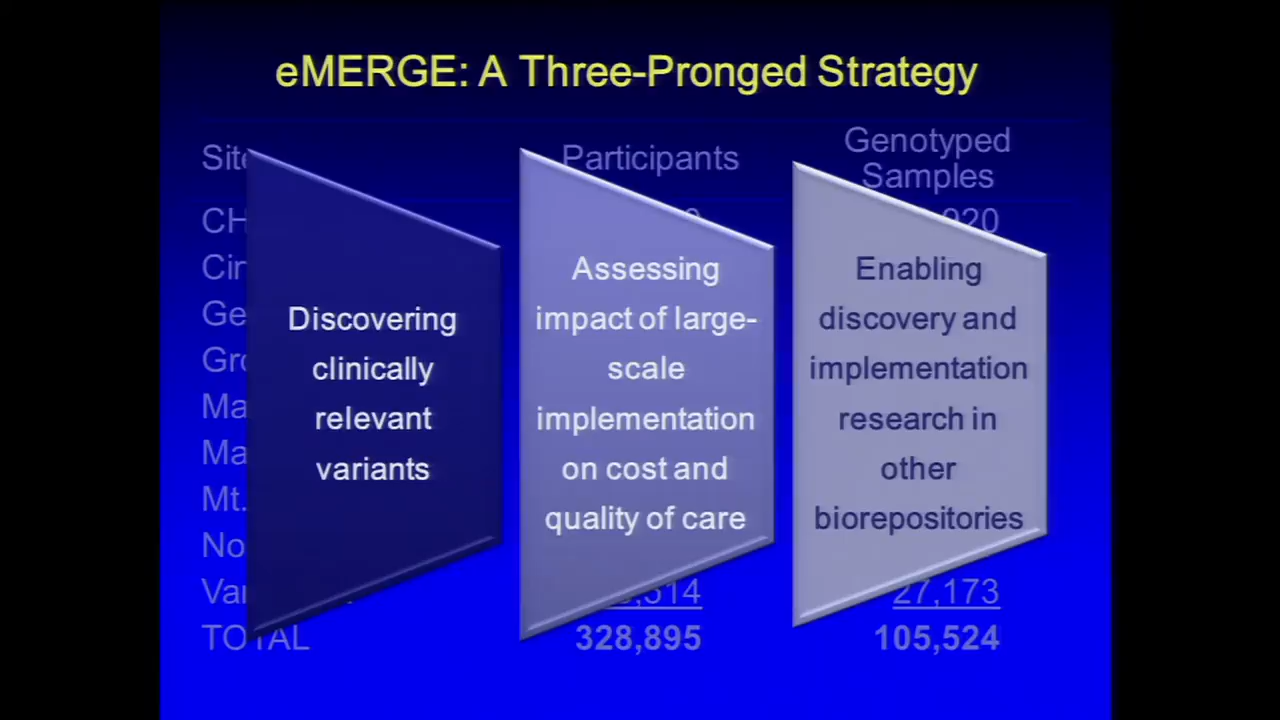 eMERGE: A Three-Pronged Strategy
Participants
Genotyped
Samples
Discovering
clinically
relevant
variants
Assessing
impact of large-
scale
implementation
on cost and
quality of care
Enabling
discovery and
implementation
research in
other
biorepositories
27,173
TOTAL 328,895 105,524